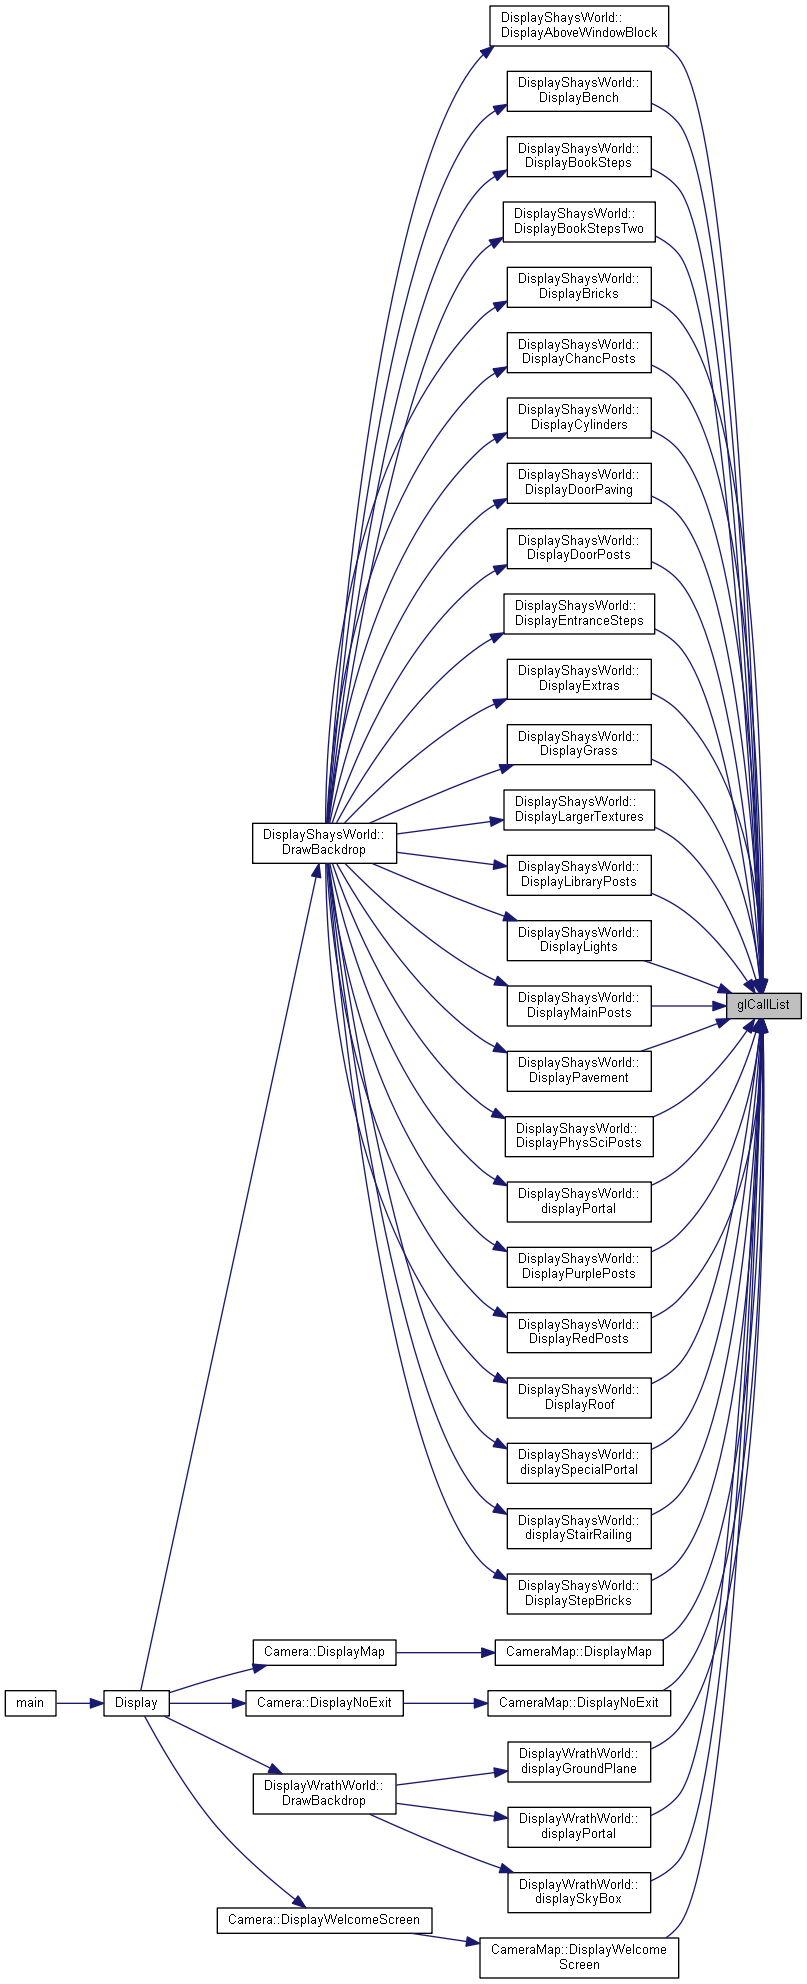 DisplayShaysWorld::
DisplayAboveWindowBlock
DisplayShaysWorld::
DisplayBench
DisplayShaysWorld::
DisplayBookSteps
DisplayShaysWorld::
DisplayBookStepsTwo
DisplayShaysWorld::
DisplayBricks
DisplayShaysWorld::
DisplayChancPosts
DisplayShaysWorld::
DisplayCylinders
DisplayShaysWorld::
DisplayDoorPaving
DisplayShaysWorld::
DisplayDoorPosts
DisplayShaysWorld::
DisplayEntranceSteps
DisplayShaysWorld::
DisplayExtras
DisplayShaysWorld::
DisplayGrass
DisplayShaysWorld::
DisplayLargerTextures
DisplayShaysWorld::
DrawBackdrop
DisplayShaysWorld::
DisplayLibraryPosts
DisplayShaysWorld::
DisplayLights
glCallList
DisplayShaysWorld::
DisplayMainPosts
DisplayShaysWorld::
DisplayPavement
DisplayShaysWorld::
DisplayPhysSciPosts
DisplayShaysWorld::
displayPortal
DisplayShaysWorld::
DisplayPurplePosts
DisplayShaysWorld::
DisplayRedPosts
DisplayShaysWorld::
DisplayRoof
DisplayShaysWorld::
displaySpecialPortal
DisplayShaysWorld::
displayStairRailing
DisplayShaysWorld::
DisplayStepBricks
Camera::DisplayMap
CameraMap::DisplayMap
main
Display
Camera::DisplayNoExit
CameraMap::DisplayNoExit
DisplayWrathWorld::
displayGroundPlane
DisplayWrathWorld::
DrawBackdrop
DisplayWrathWorld::
displayPortal
DisplayWrathWorld::
displaySkyBox
Camera::DisplayWelcomeScreen
CameraMap::DisplayWelcome
Screen